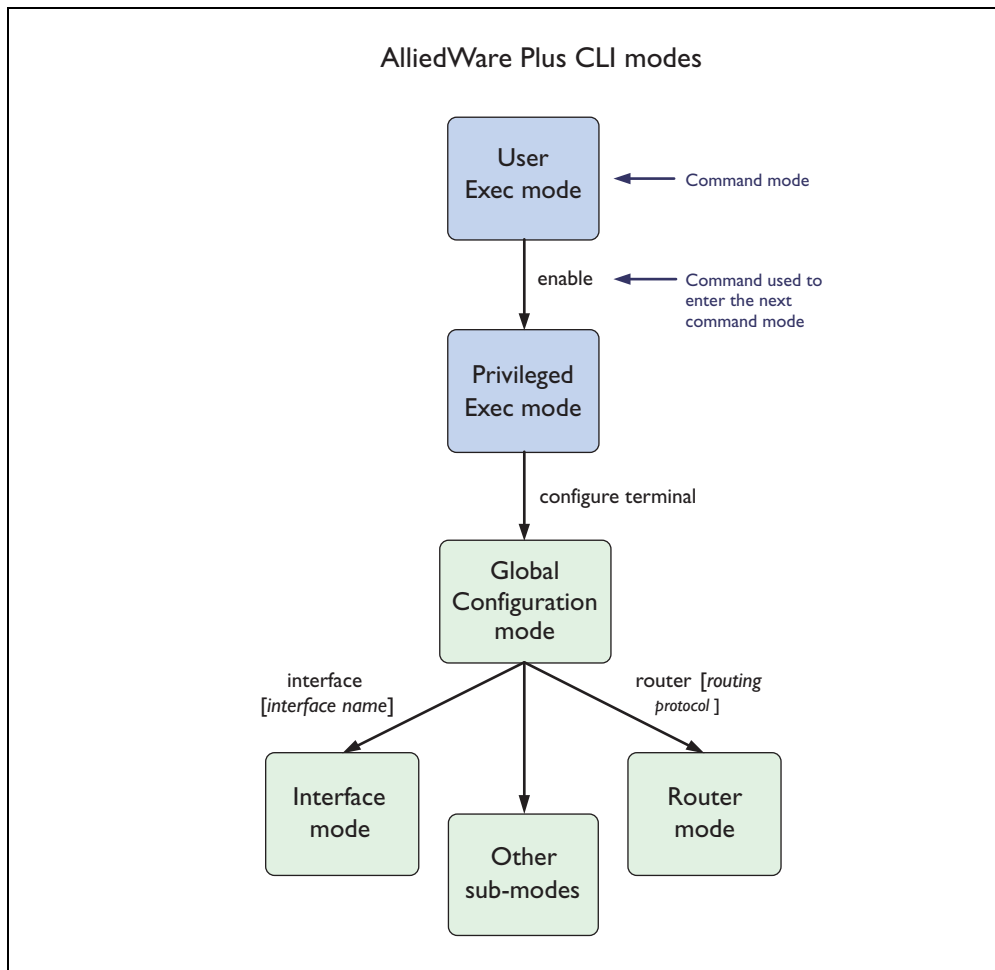 AlliedWare Plus CLI modes
User
Exec mode
Command mode
enable
Command used to
enter the next
command mode
Privileged
Exec mode
configure terminal
Global
Configuration
mode
interface
[interface name]
router [routing
protocol ]
Interface
mode
Other
sub-modes
Router
mode